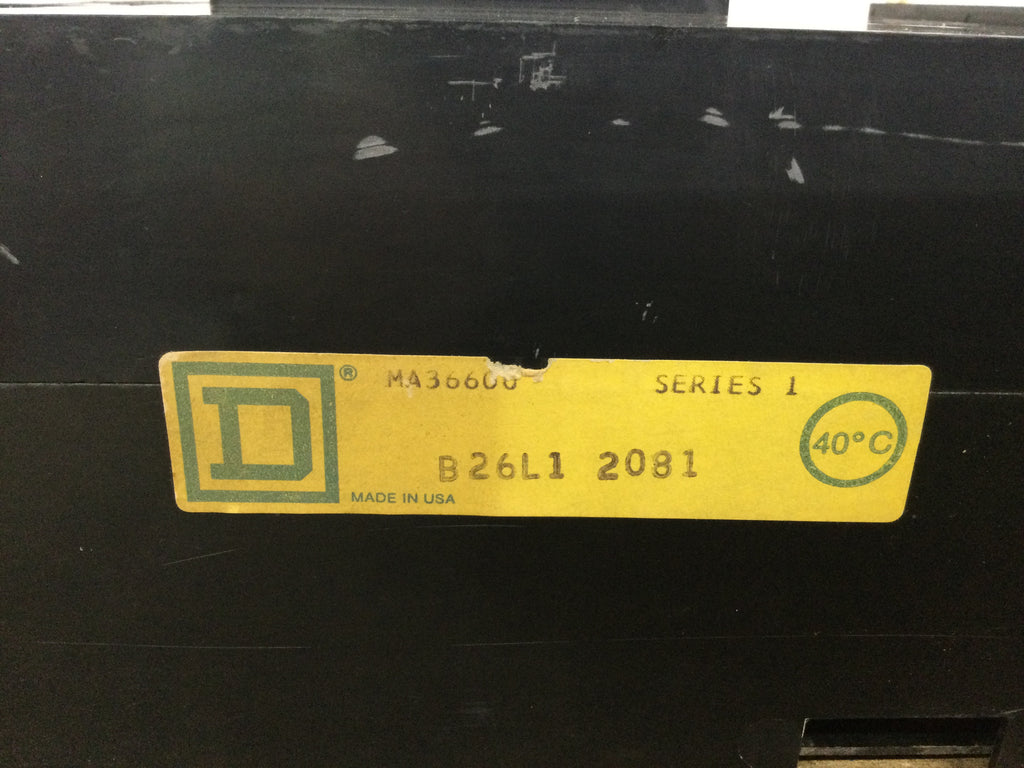 D ® MA36600 SERIES 1
40°C
B26L1 2081
MADE IN USA